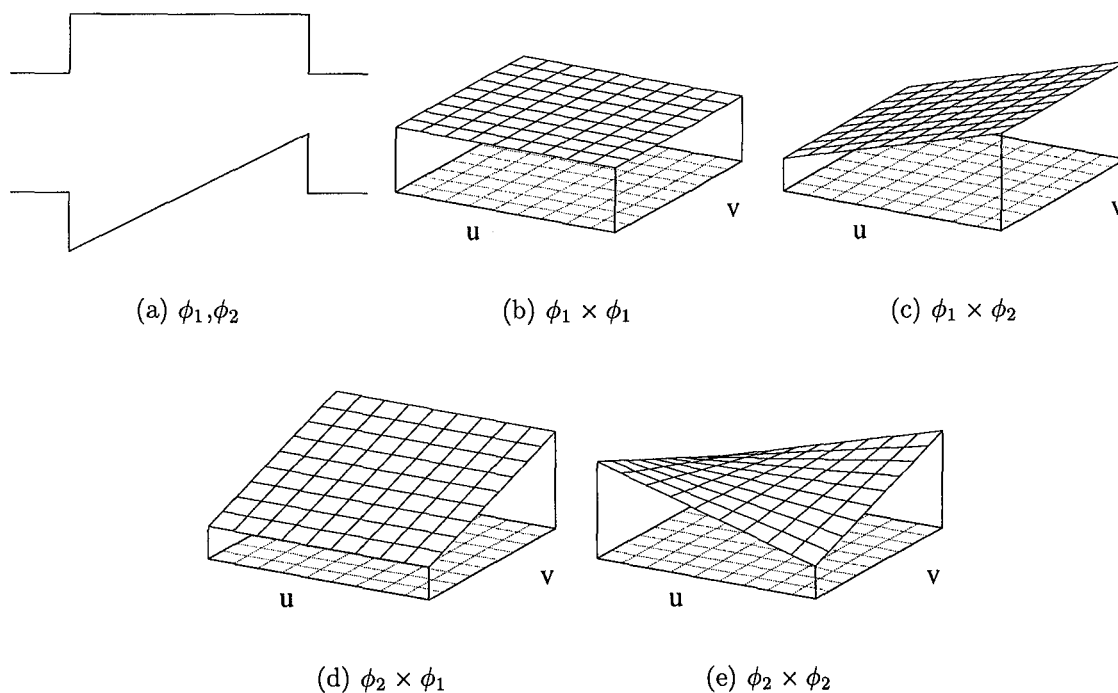 u
v
u
v
(a) ϕ₁,ϕ₂
(b) ϕ₁ × ϕ₁
(c) ϕ₁ × ϕ₂
u
v
u
v
(d) ϕ₂ × ϕ₁
(e) ϕ₂ × ϕ₂